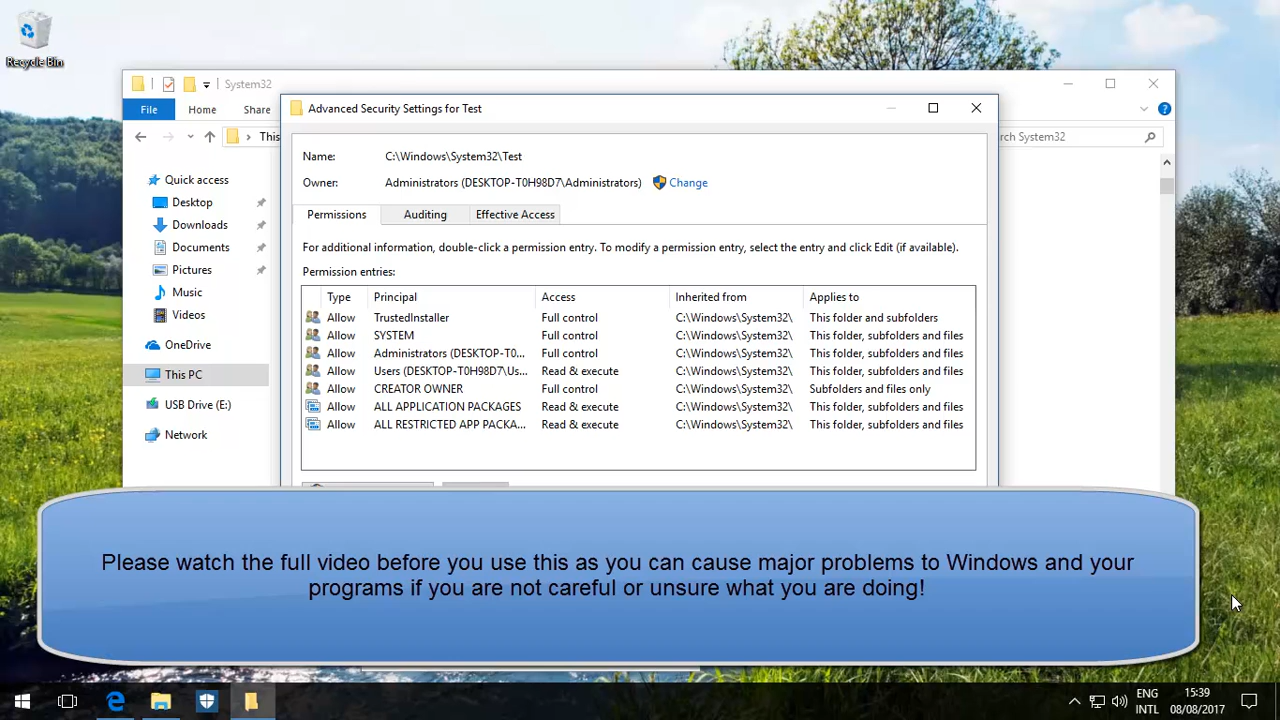 Recycle Bin
System32
File Home Share
This
rch System32
Quick access
Desktop
Downloads
Documents
Pictures
Music
Videos
OneDrive
This PC
USB Drive (E:)
Network
Advanced Security Settings for Test
Name: C:\Windows\System32\Test
Owner: Administrators (DESKTOP-T0H98D7\Administrators) Change
Permissions Auditing Effective Access
For additional information, double-click a permission entry. To modify a permission entry, select the entry and click Edit (if available).
Permission entries:
Type Principal Access Inherited from Applies to
Allow TrustedInstaller Full control C:\Windows\System32\ This folder and subfolders
Allow SYSTEM Full control C:\Windows\System32\ This folder, subfolders and files
Allow Administrators (DESKTOP-T0... Full control C:\Windows\System32\ This folder, subfolders and files
Allow Users (DESKTOP-T0H98D7\Us... Read & execute C:\Windows\System32\ This folder, subfolders and files
Allow CREATOR OWNER Full control C:\Windows\System32\ Subfolders and files only
Allow ALL APPLICATION PACKAGES Read & execute C:\Windows\System32\ This folder, subfolders and files
Allow ALL RESTRICTED APP PACKA... Read & execute C:\Windows\System32\ This folder, subfolders and files
Please watch the full video before you use this as you can cause major problems to Windows and your
programs if you are not careful or unsure what you are doing!
ENG 15:39
INTL 08/08/2017